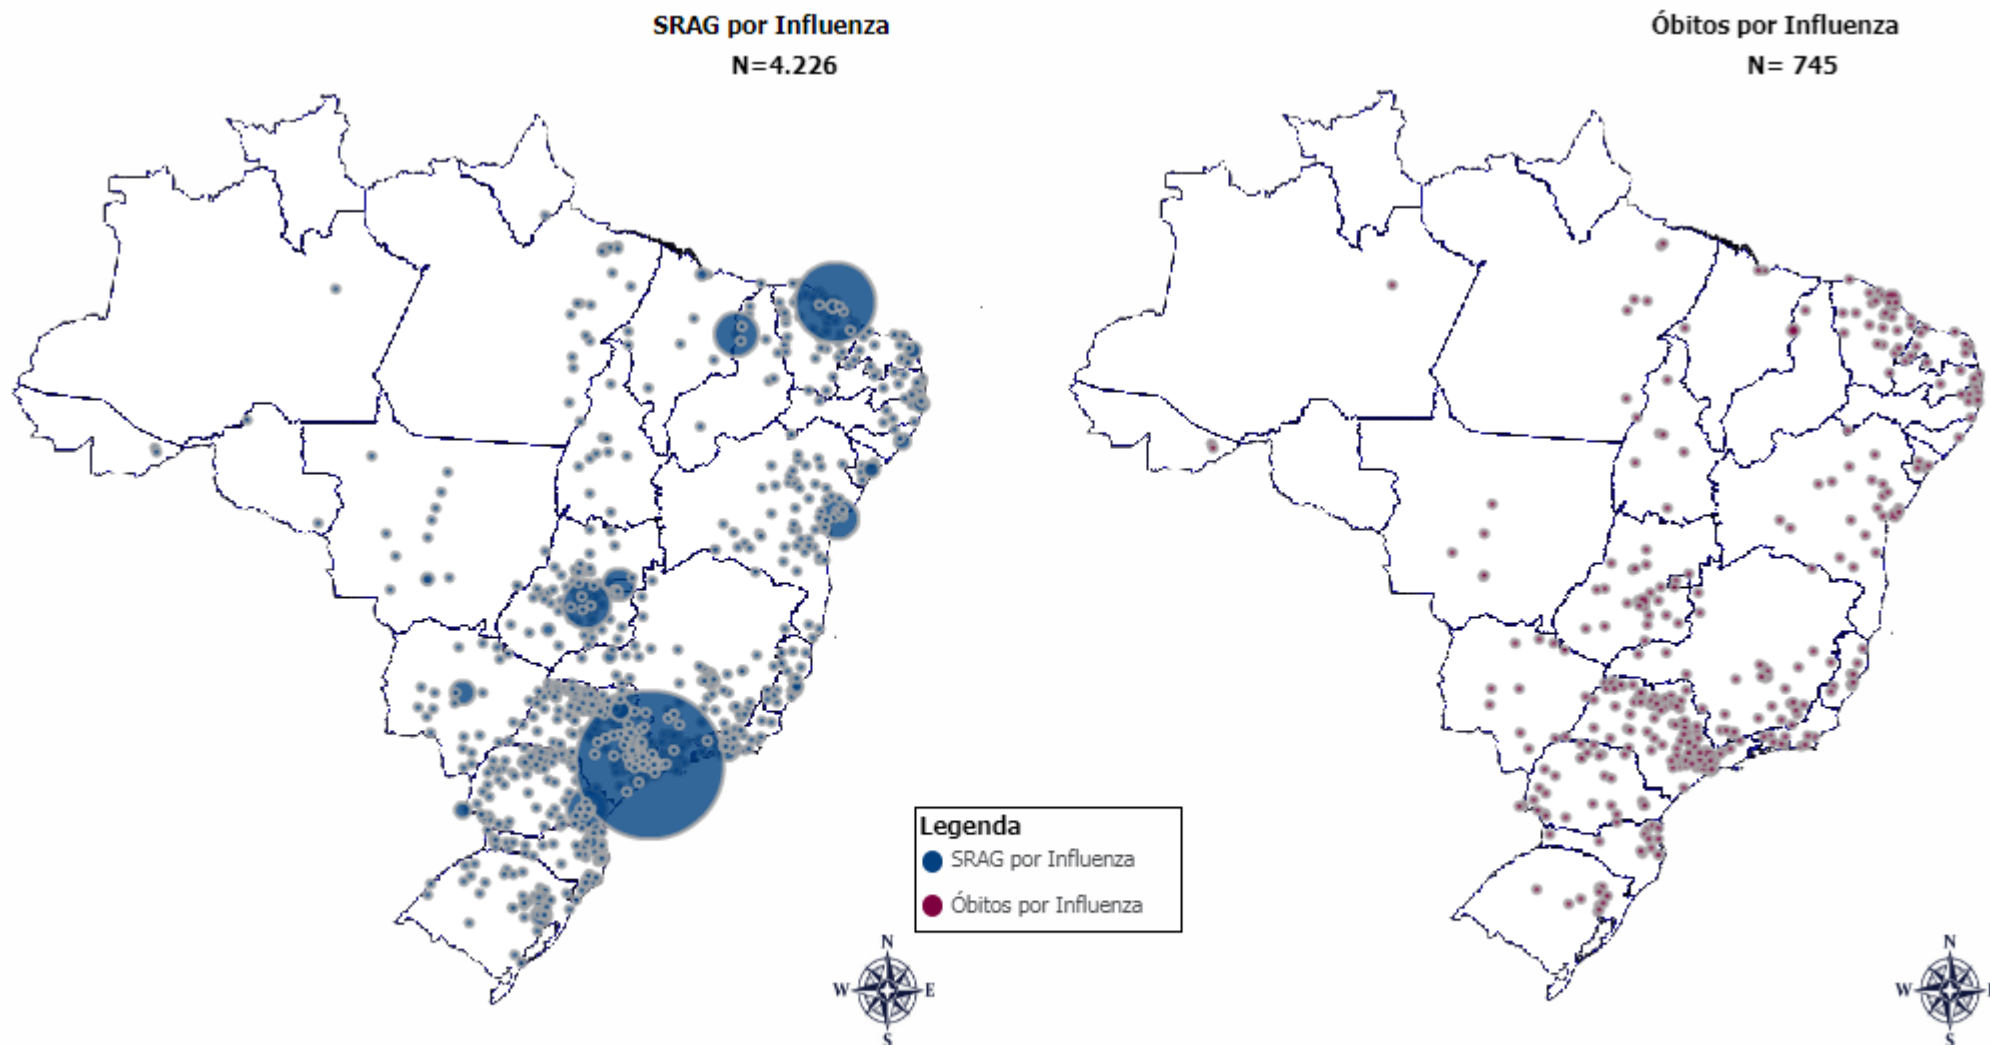 SRAG por Influenza
N=4.226
Óbitos por Influenza
N= 745
Legenda
SRAG por Influenza
Óbitos por Influenza
N
W E
S
N
W
S